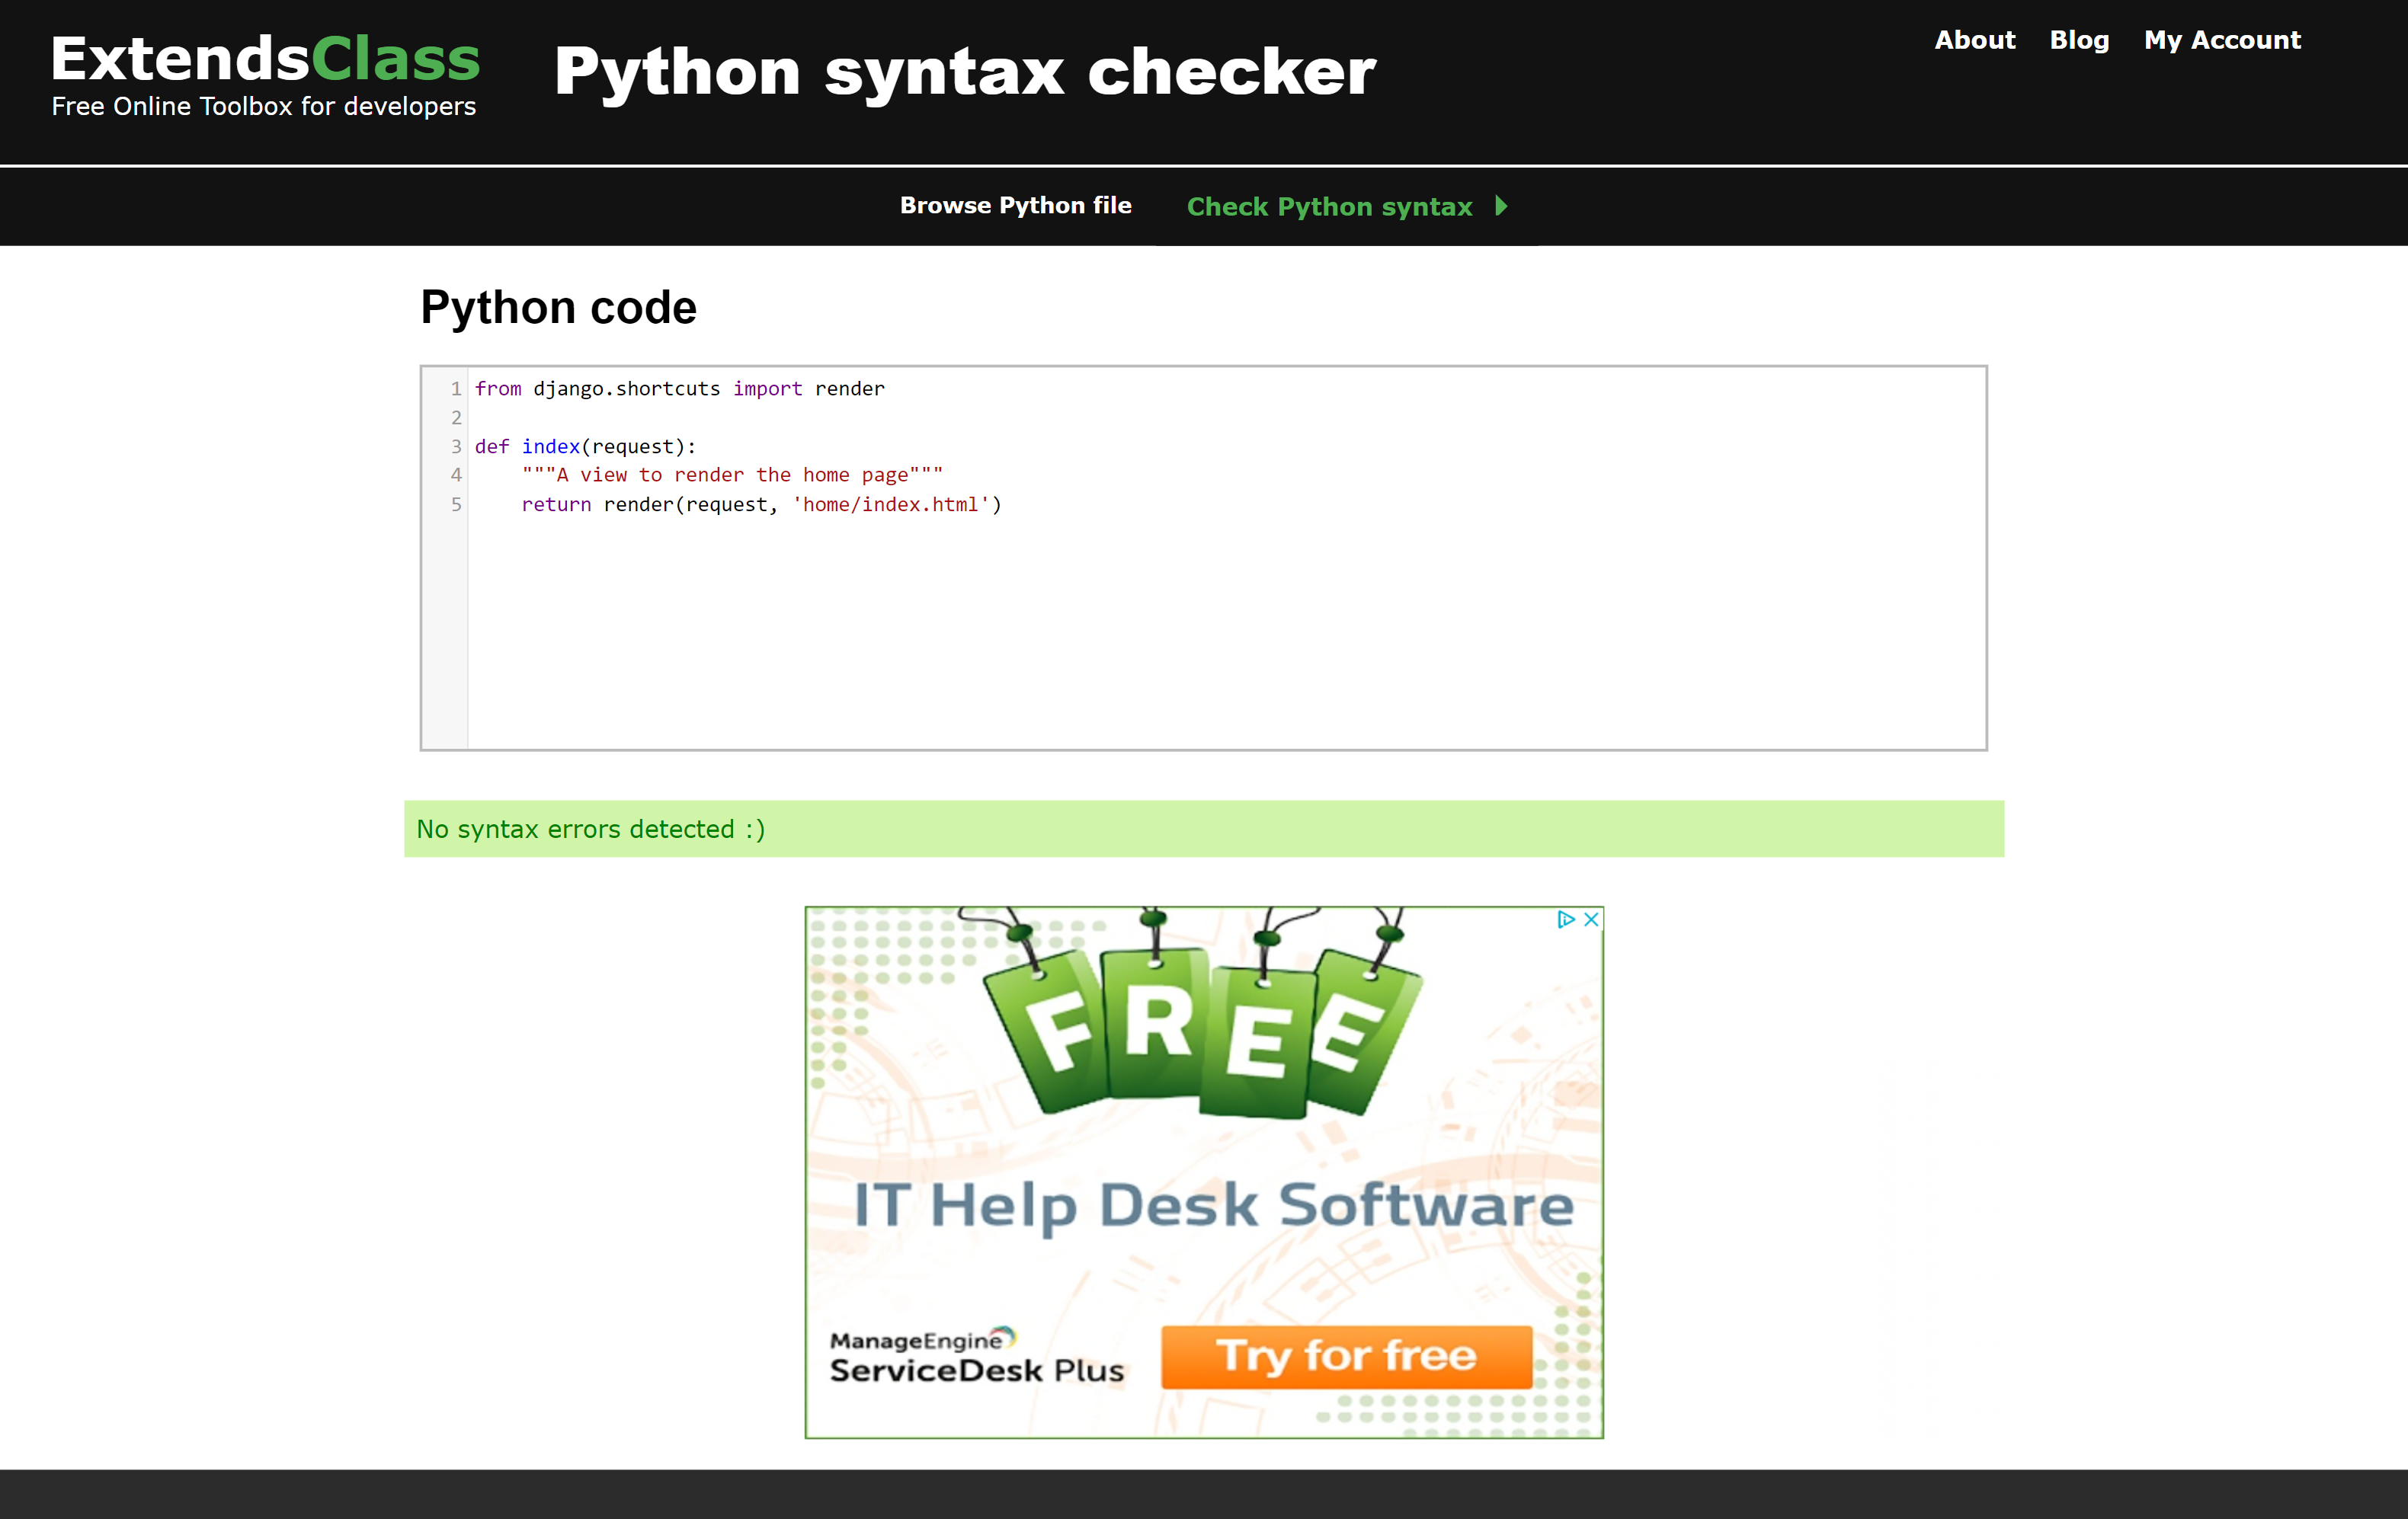 ExtendsClass
Free Online Toolbox for developers
Python syntax checker
About Blog My Account
Browse Python file Check Python syntax
Python code
1 from django.shortcuts import render
2
3 def index(request):
4     """A view to render the home page"""
5     return render(request, 'home/index.html')
No syntax errors detected :)
FREE
IT Help Desk Software
ManageEngine
ServiceDesk Plus
Try for free